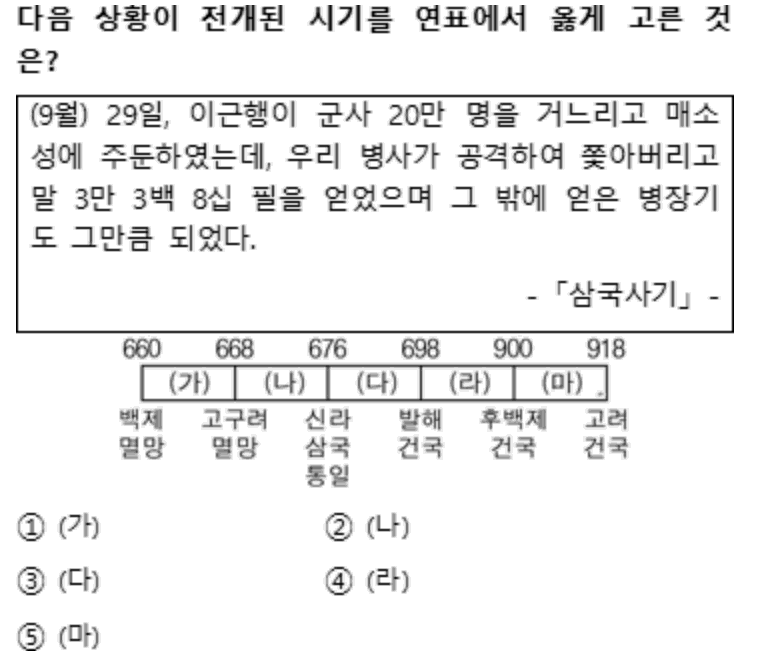 다음 상황이 전개된 시기를 연표에서 옳게 고른 것
은?
(9월) 29일, 이근행이 군사 20만 명을 거느리고 매소
성에 주둔하였는데, 우리 병사가 공격하여 쫓아버리고
말 3만 3백 8십 필을 얻었으며 그 밖에 얻은 병장기
도 그만큼 되었다.
-「삼국사기」-
660 668 676 698 900 918
(가) (나) (다) (라) (마)
백제 고구려 신라 발해 후백제 고려
멸망 멸망 삼국 건국 건국 건국
통일
① (가) ② (나)
③ (다) ④ (라)
⑤ (마)